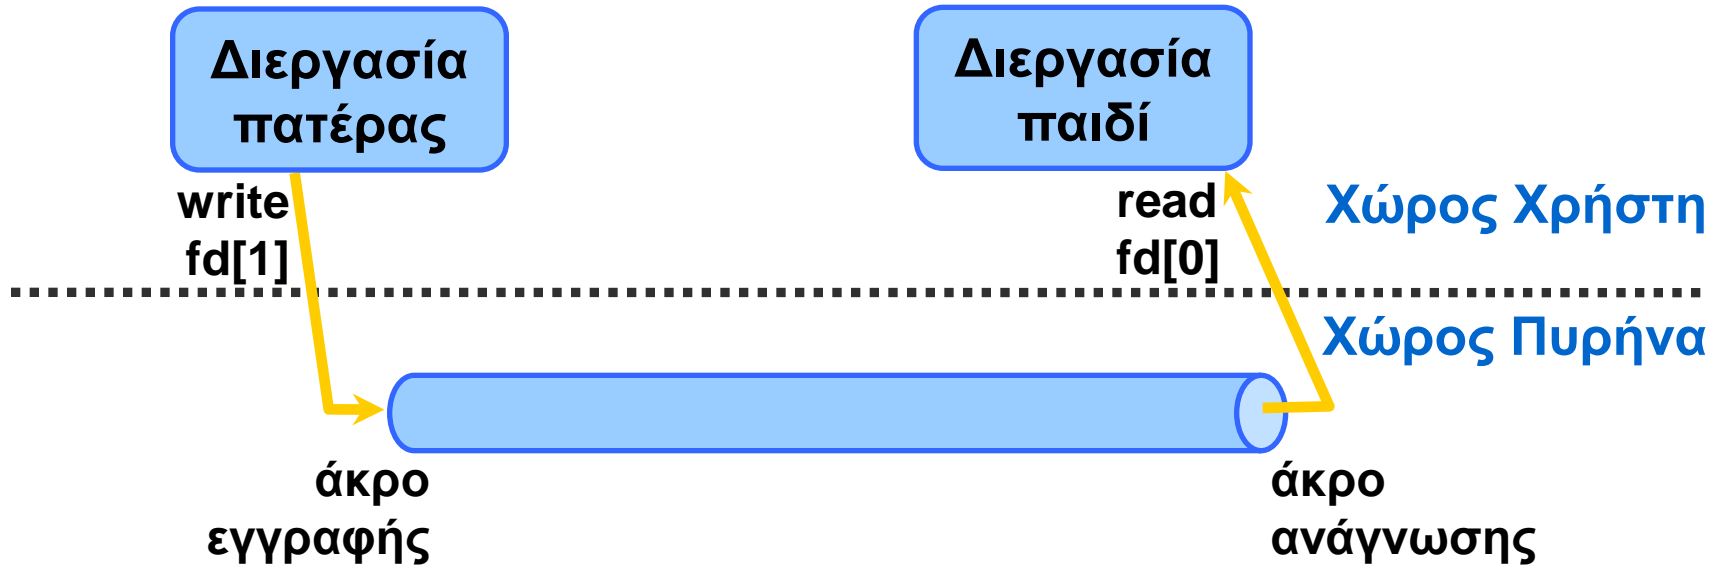 Διεργασία
πατέρας
Διεργασία
παιδί
write
fd[1]
read
fd[0]
Χώρος Χρήστη
Χώρος Πυρήνα
άκρο
εγγραφής
άκρο
ανάγνωσης